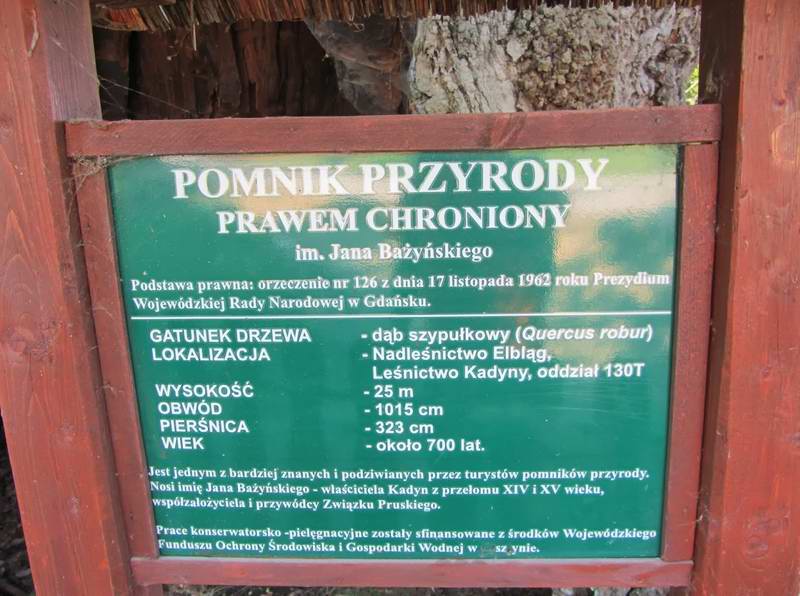 POMNIK PRZYRODY
PRAWEM CHRONIONY
im. Jana Bażyńskiego
Podstawa prawna: orzeczenie nr 126 z dnia 17 listopada 1962 roku Prezydium
Wojewódzkiej Rady Narodowej w Gdańsku.
GATUNEK DRZEWA - dąb szypułkowy (Quercus robur)
LOKALIZACJA - Nadleśnictwo Elbląg,
Leśnictwo Kadyny, oddział 130T
WYSOKOŚĆ - 25 m
OBWÓD - 1015 cm
PIERŚNICA - 323 cm
WIEK - około 700 lat.
Jest jednym z bardziej znanych i podziwianych przez turystów pomników przyrody.
Nosi imię Jana Bażyńskiego - właściciela Kadyn z przełomu XIV i XV wieku,
współzałożyciela i przywódcy Związku Pruskiego.
Prace konserwatorsko -pielęgnacyjne zostały sfinansowane z środków Wojewódzkiego
Funduszu Ochrony Środowiska i Gospodarki Wodnej w